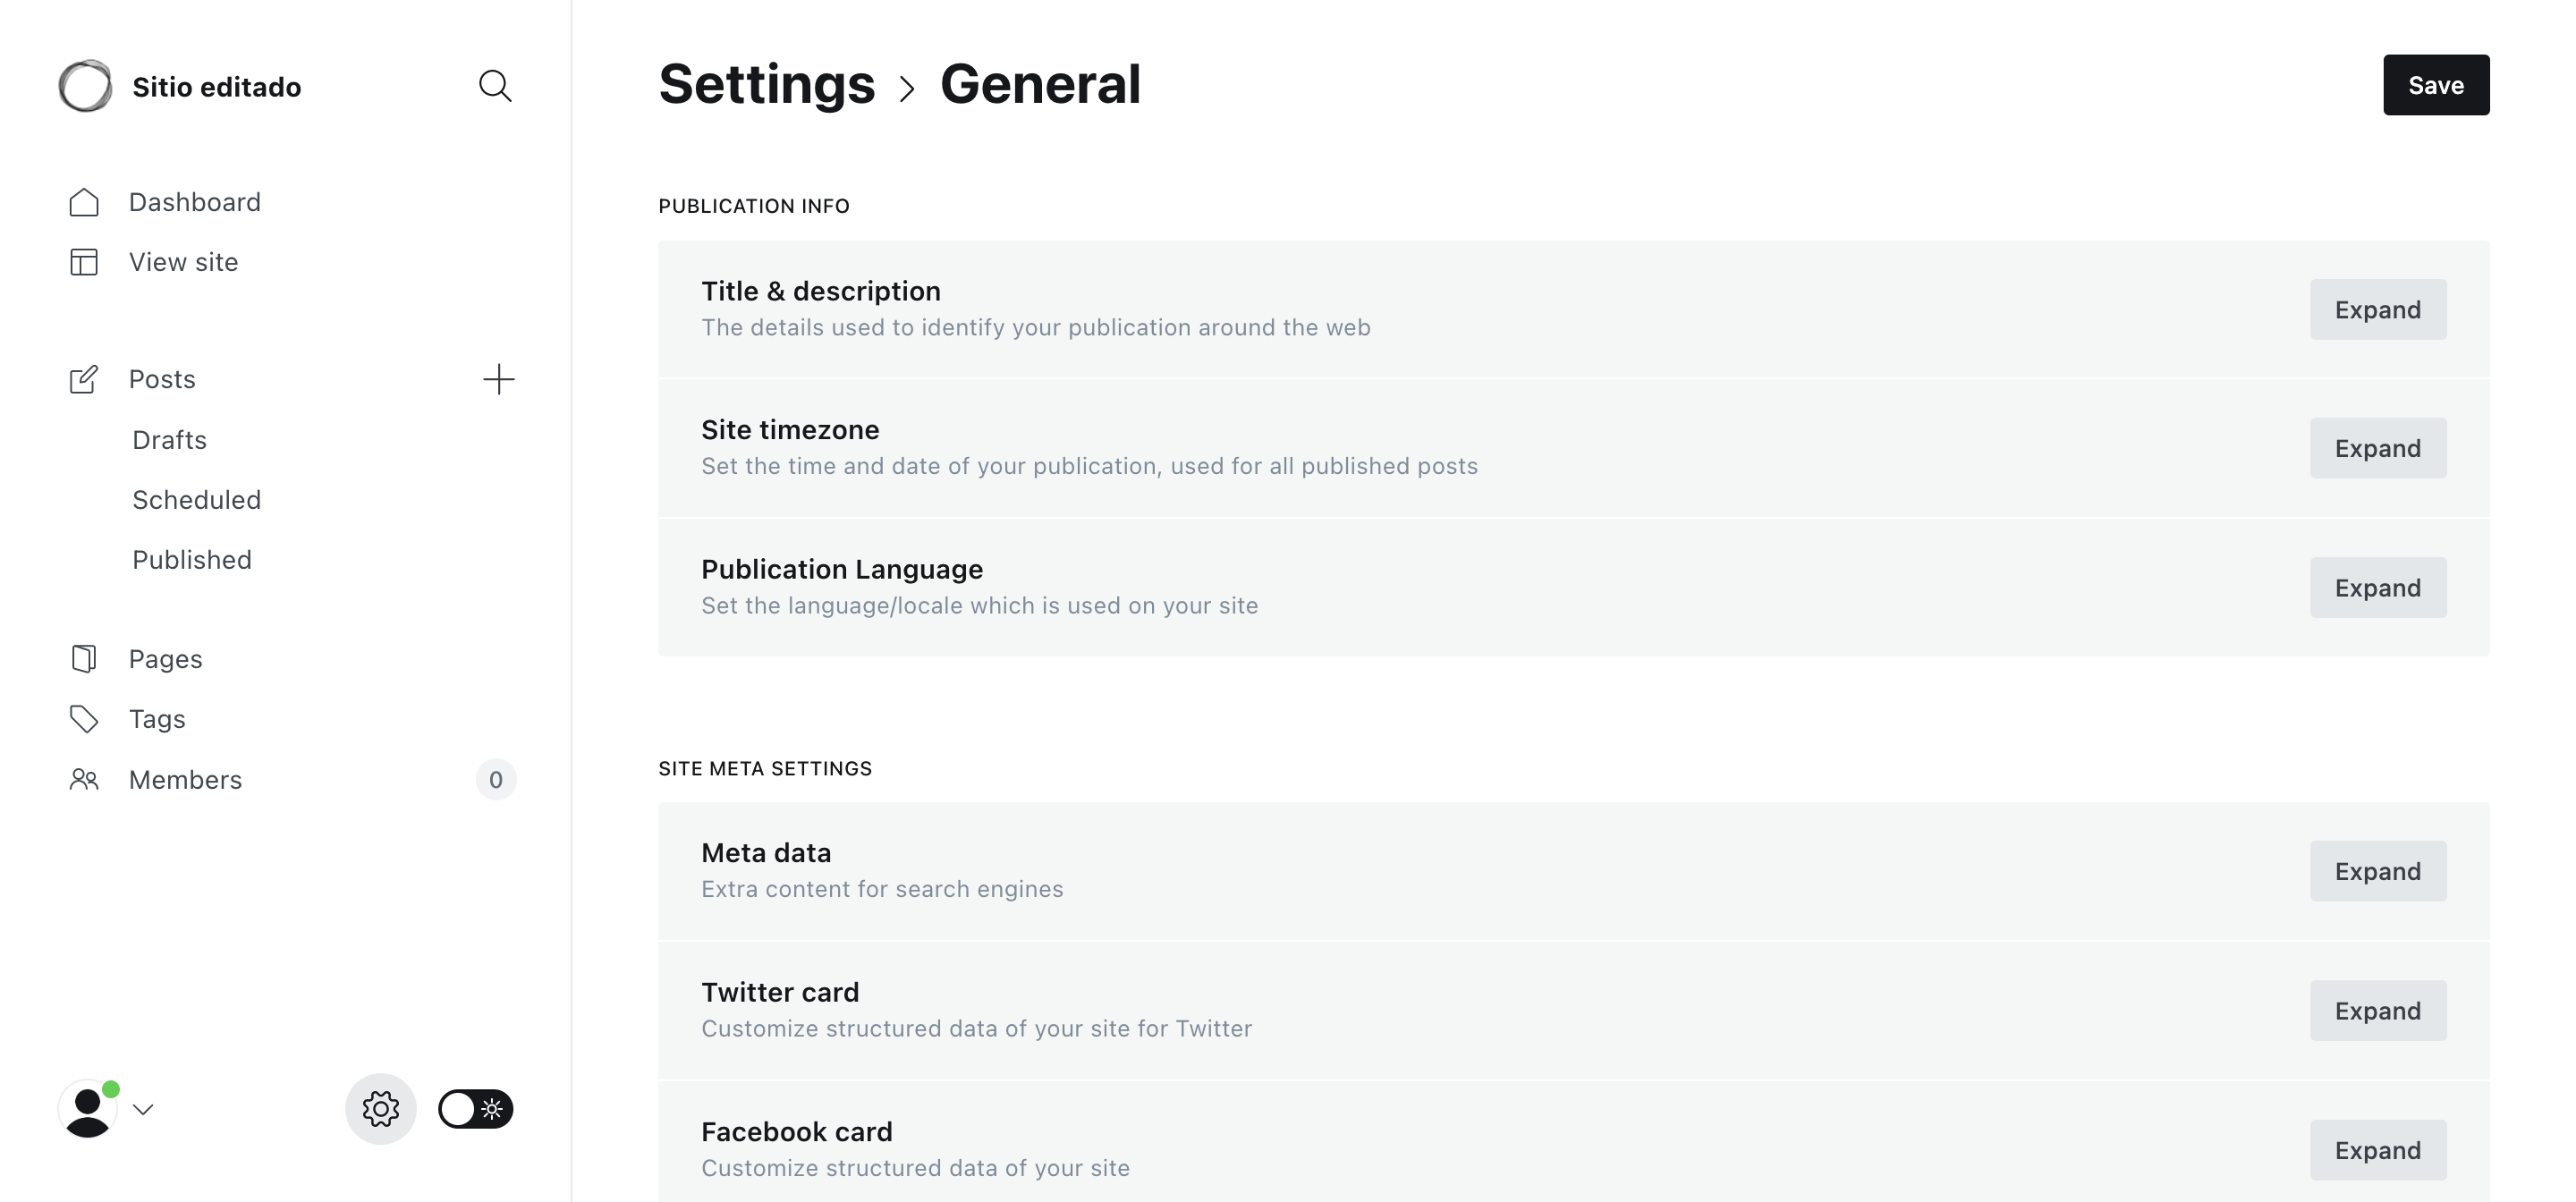 Sitio editado
Dashboard
View site
Posts
Drafts
Scheduled
Published
Pages
Tags
Members
0
Settings > General
Save
PUBLICATION INFO
Title & description
The details used to identify your publication around the web
Expand
Site timezone
Set the time and date of your publication, used for all published posts
Expand
Publication Language
Set the language/locale which is used on your site
Expand
SITE META SETTINGS
Meta data
Extra content for search engines
Expand
Twitter card
Customize structured data of your site for Twitter
Expand
Facebook card
Customize structured data of your site
Expand